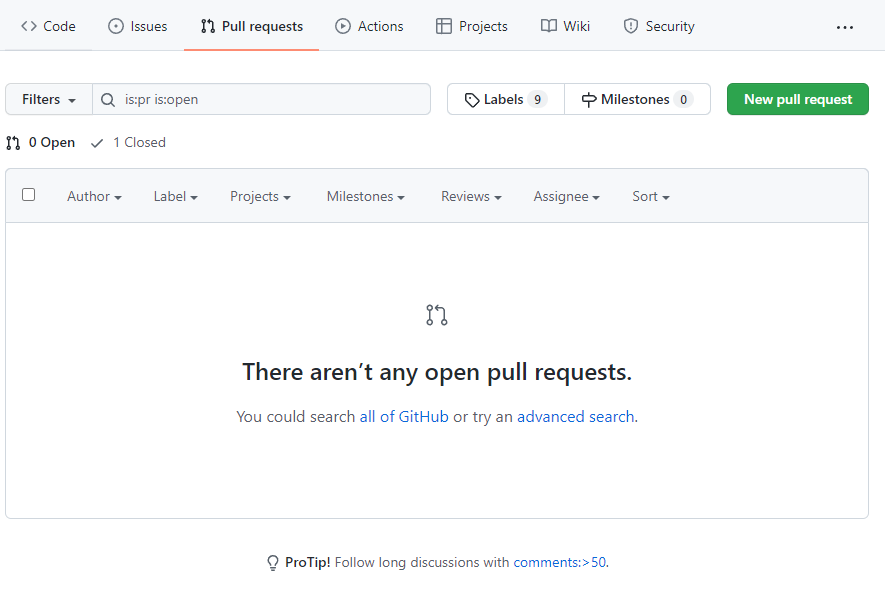 Code Issues Pull requests Actions Projects Wiki Security
Filters is:pr is:open Labels 9 Milestones 0 New pull request
0 Open 1 Closed
Author Label Projects Milestones Reviews Assignee Sort
There aren’t any open pull requests.
You could search all of GitHub or try an advanced search.
ProTip! Follow long discussions with comments:>50.